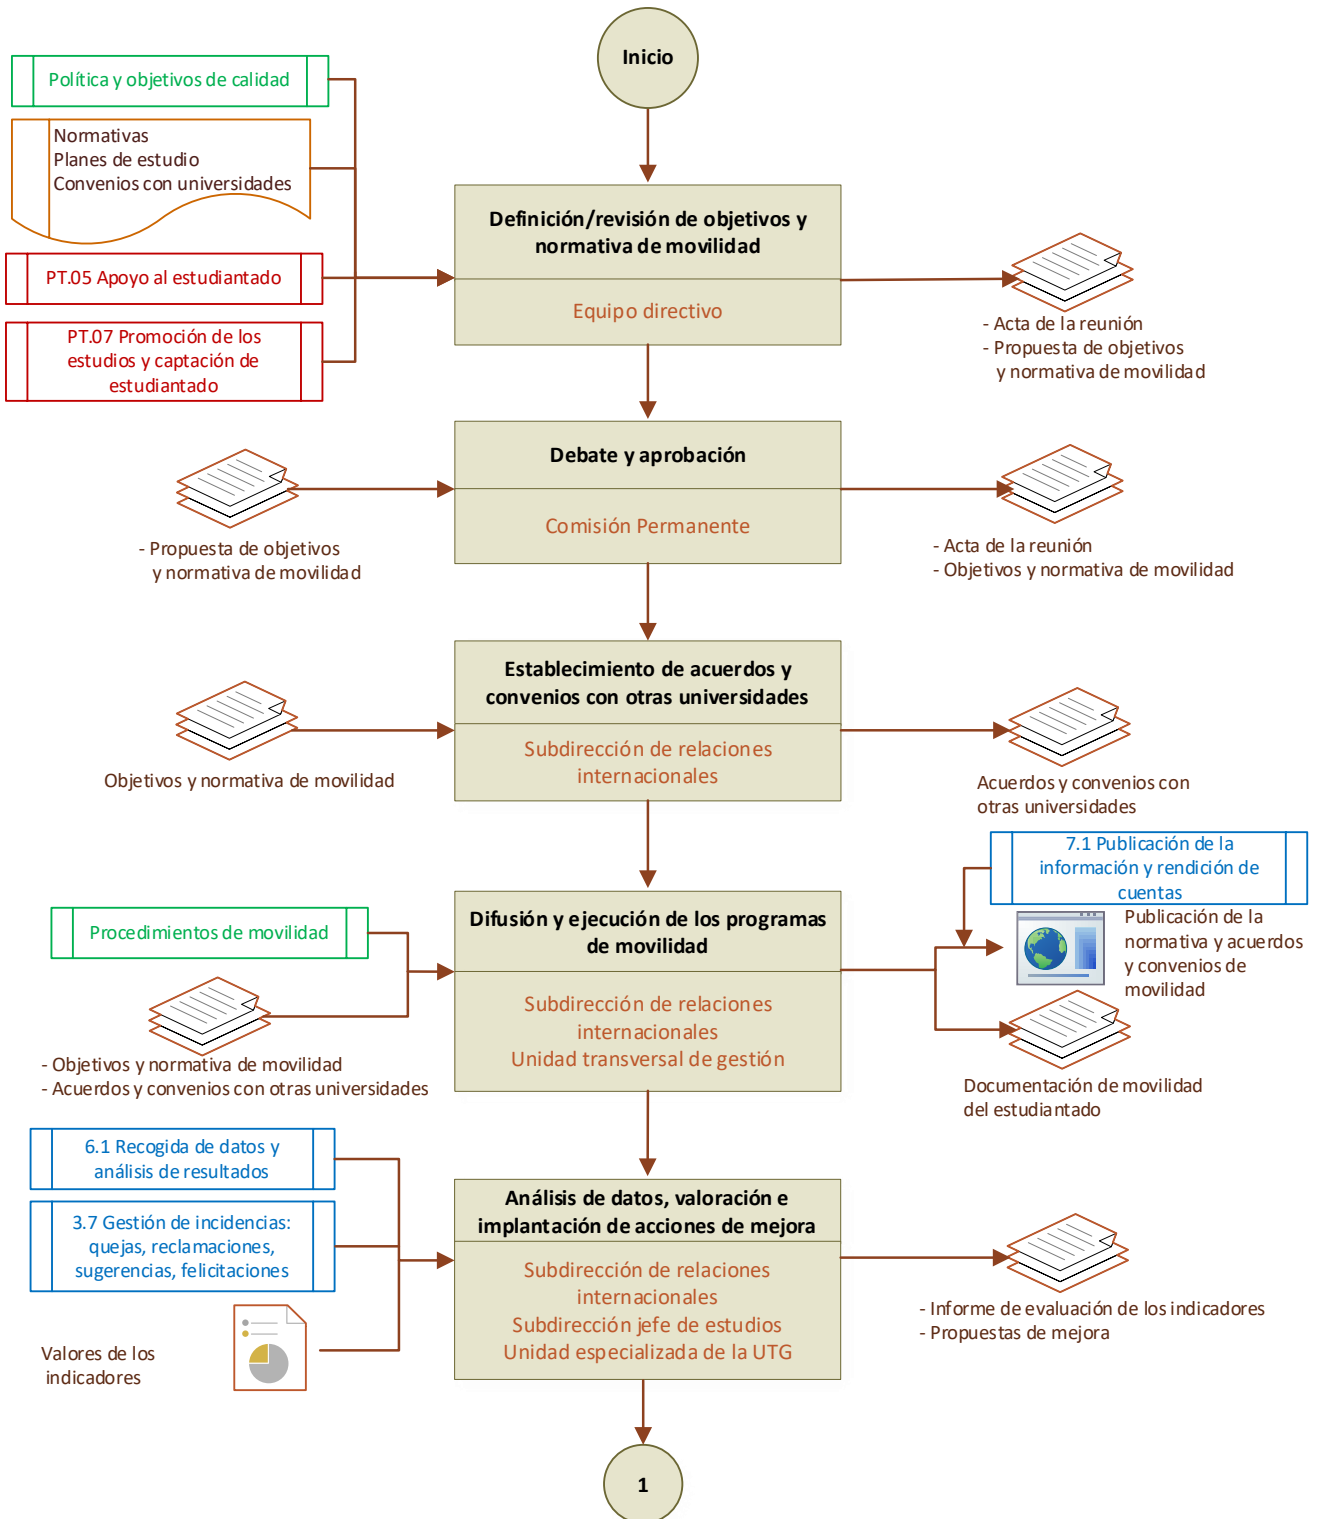 Inicio
Política y objetivos de calidad
Normativas
Planes de estudio
Convenios con universidades
PT.05 Apoyo al estudiantado
PT.07 Promoción de los
estudios y captación de
estudiantado
Definición/revisión de objetivos y
normativa de movilidad
Equipo directivo
- Acta de la reunión
- Propuesta de objetivos
y normativa de movilidad
- Propuesta de objetivos
y normativa de movilidad
Debate y aprobación
Comisión Permanente
- Acta de la reunión
- Objetivos y normativa de movilidad
Objetivos y normativa de movilidad
Establecimiento de acuerdos y
convenios con otras universidades
Subdirección de relaciones
internacionales
Acuerdos y convenios con
otras universidades
Procedimientos de movilidad
- Objetivos y normativa de movilidad
- Acuerdos y convenios con otras universidades
Difusión y ejecución de los programas
de movilidad
Subdirección de relaciones
internacionales
Unidad transversal de gestión
7.1 Publicación de la
información y rendición de
cuentas
Publicación de la
normativa y acuerdos
y convenios de
movilidad
Documentación de movilidad
del estudiantado
6.1 Recogida de datos y
análisis de resultados
3.7 Gestión de incidencias:
quejas, reclamaciones,
sugerencias, felicitaciones
Valores de los
indicadores
Análisis de datos, valoración e
implantación de acciones de mejora
Subdirección de relaciones
internacionales
Subdirección jefe de estudios
Unidad especializada de la UTG
- Informe de evaluación de los indicadores
- Propuestas de mejora
1